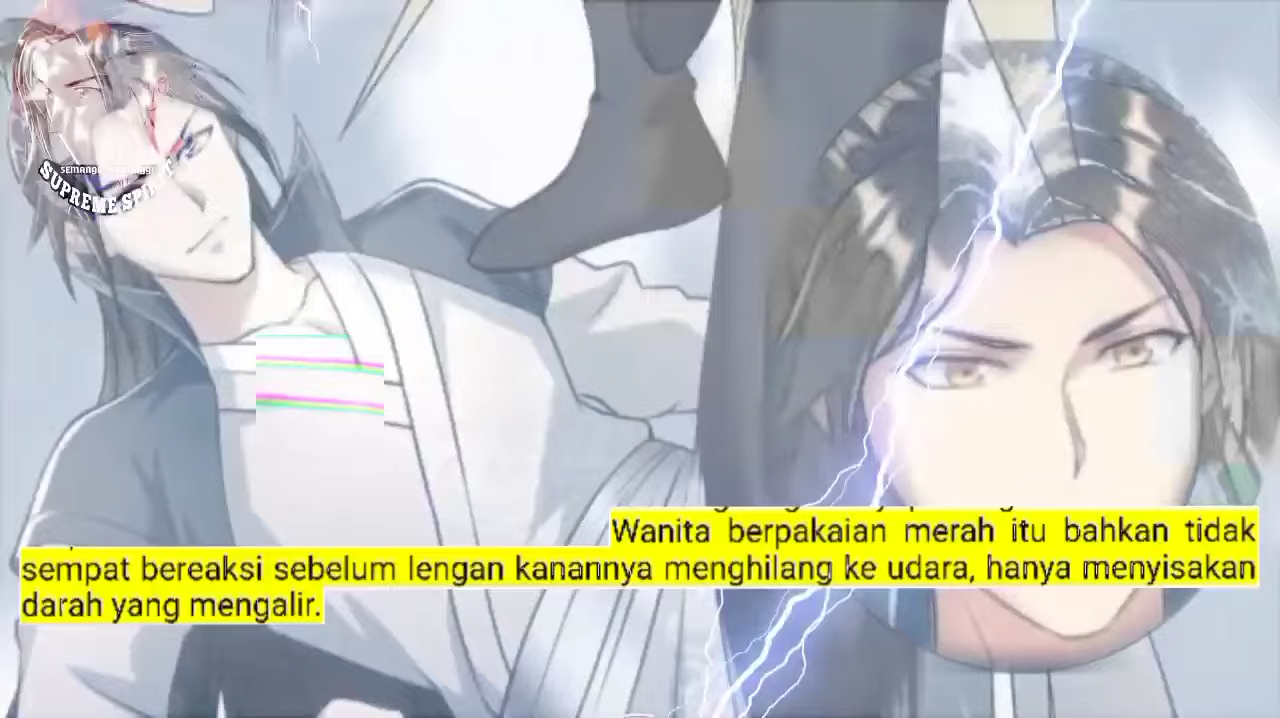 SUPREME SPIRIT
Wanita berpakaian merah itu bahkan tidak
sempat bereaksi sebelum lengan kanannya menghilang ke udara, hanya menyisakan
darah yang mengalir.